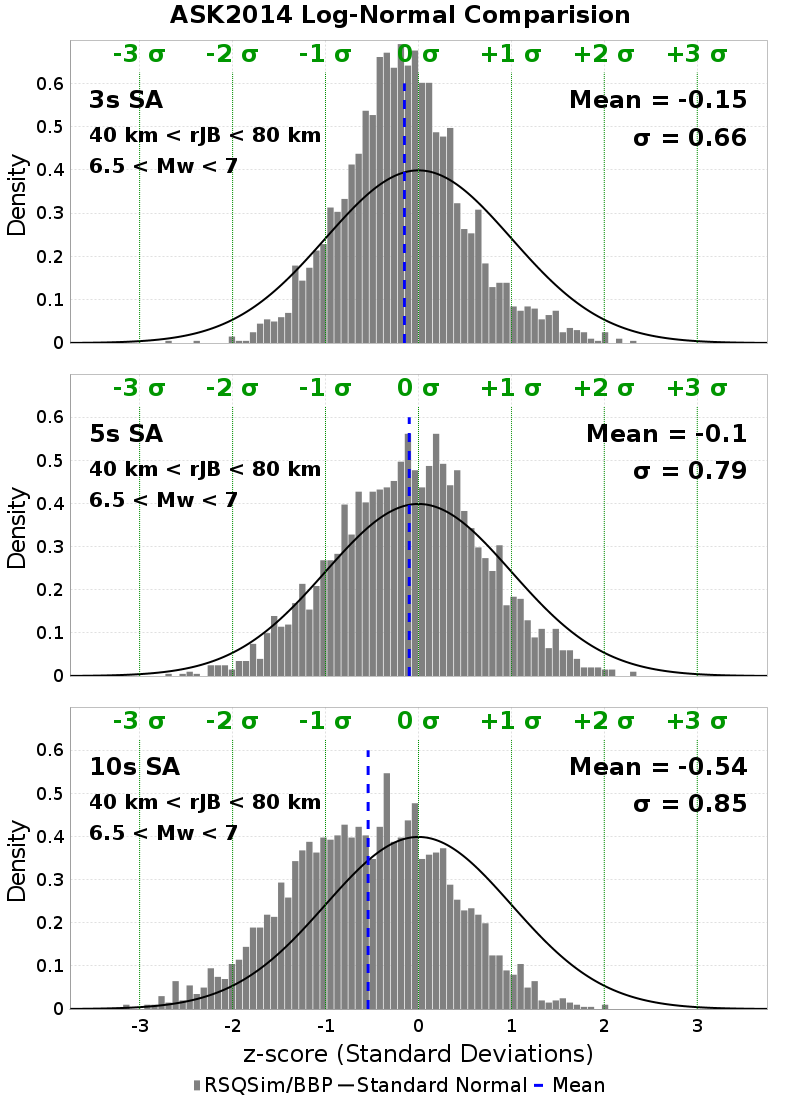 ASK2014 Log-Normal Comparision
-3 σ -2 σ -1 σ 0 σ +1 σ +2 σ +3 σ
3s SA
40 km < rJB < 80 km
6.5 < Mw < 7
Mean = -0.15
σ = 0.66
Density
0.6
0.5
0.4
0.3
0.2
0.1
0
-3 σ -2 σ -1 σ 0 σ +1 σ +2 σ +3 σ
5s SA
40 km < rJB < 80 km
6.5 < Mw < 7
Mean = -0.1
σ = 0.79
Density
0.6
0.5
0.4
0.3
0.2
0.1
0
-3 σ -2 σ -1 σ 0 σ +1 σ +2 σ +3 σ
10s SA
40 km < rJB < 80 km
6.5 < Mw < 7
Mean = -0.54
σ = 0.85
Density
0.6
0.5
0.4
0.3
0.2
0.1
0
-3 -2 -1 0 1 2 3
z-score (Standard Deviations)
RSQSim/BBP Standard Normal Mean